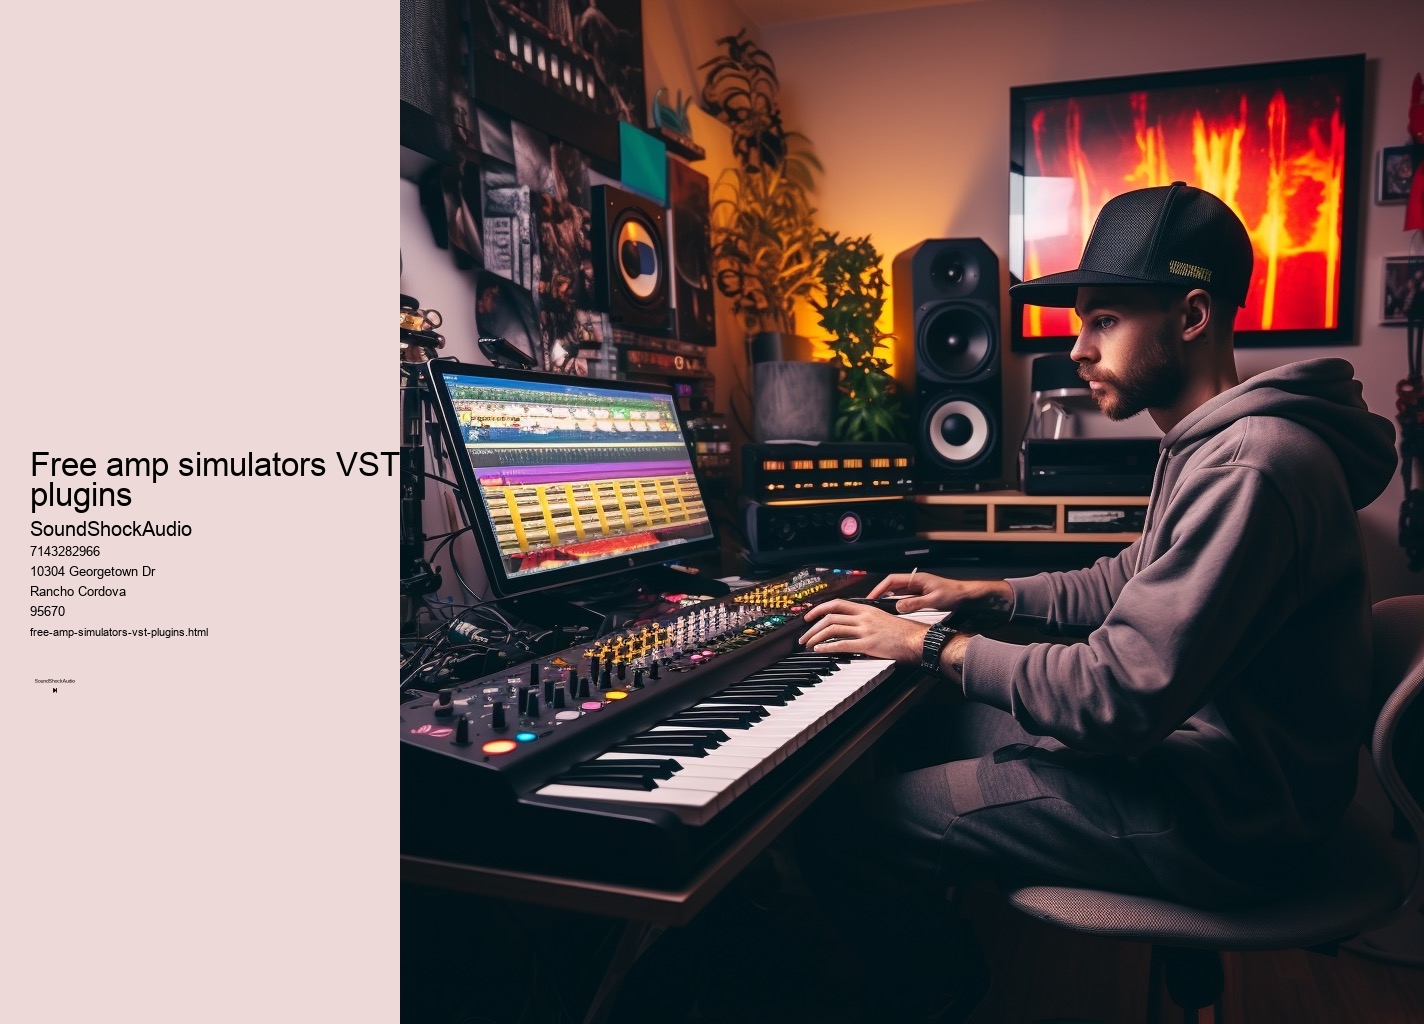 Free amp simulators VST
plugins
SoundShockAudio
7143282966
10304 Georgetown Dr
Rancho Cordova
95670
free-amp-simulators-vst-plugins.html
SoundShockAudio